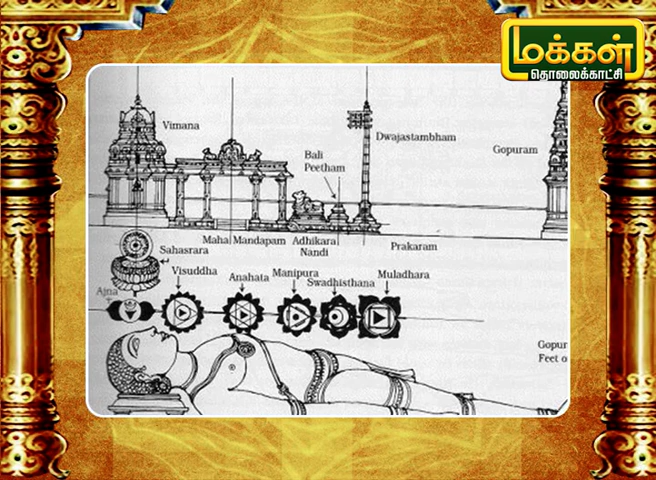 மக்கள்
தொலைக்காட்சி
Vimana
Dwajastambham
Bali
Peetham
Gopuram
Maha Mandapam
Adhikara
Nandi
Prakaram
Sahasrara
Visuddha
Anahata
Manipura
Swadhisthana
Muladhara
Ajna
Gopur
Feet o